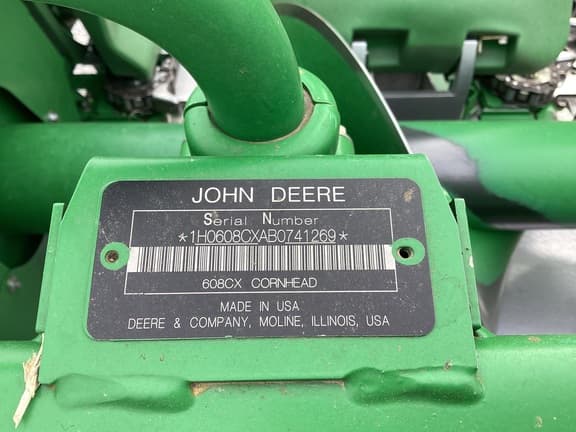 JOHN DEERE
Serial Number
*1H0608CXAB0741269*
608CX CORNHEAD
MADE IN USA
DEERE & COMPANY, MOLINE, ILLINOIS, USA